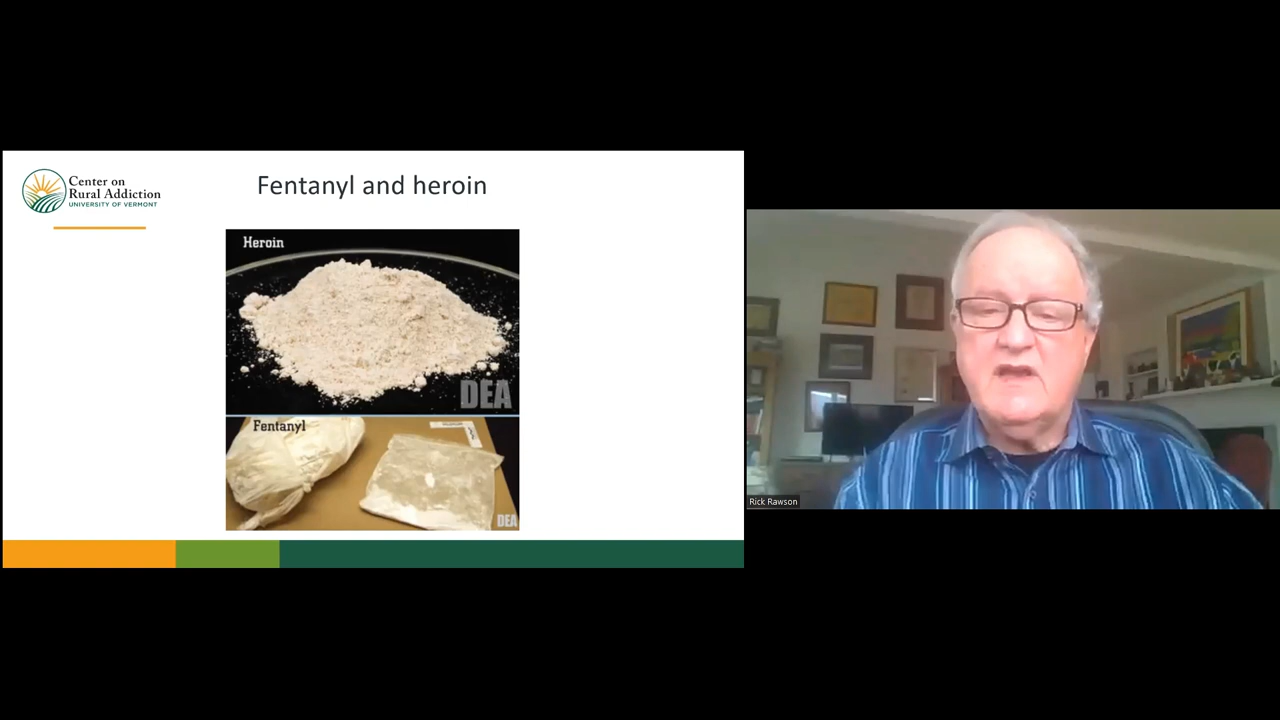 Center on
Rural Addiction
UNIVERSITY OF VERMONT
Fentanyl and heroin
Heroin
DEA
Fentanyl
DEA
Rick Rawson